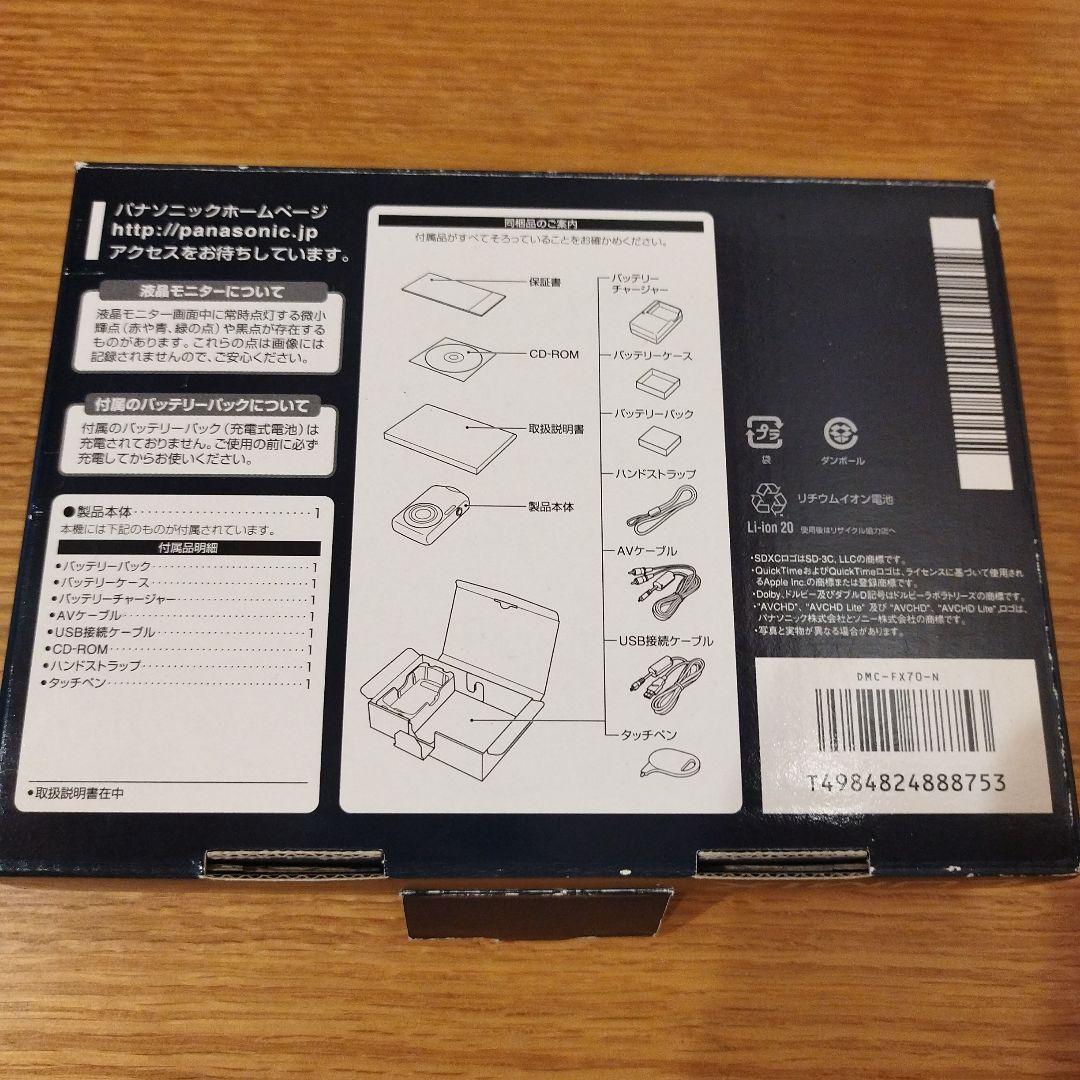 パナソニックホームページ
http://panasonic.jp
アクセスをお待ちしています。
液晶モニターについて
液晶モニター画面中に常時点灯する微小
輝点(赤や青、緑の点)や黒点が存在する
ものがあります。これらの点は画像には
記録されませんので、ご安心ください。
付属のバッテリーパックについて
付属のバッテリーパック(充電式電池)は
充電されておりません。ご使用の前に必ず
充電してからお使いください。
●製品本体 1
本機には下記のものが付属されています。
付属品明細
●バッテリーパック 1
●バッテリーケース 1
●バッテリーチャージャー 1
●AVケーブル 1
●USB接続ケーブル 1
●CD-ROM 1
●ハンドストラップ 1
●タッチペン 1
●取扱説明書在中
同梱品のご案内
付属品がすべてそろっていることをお確かめください。
保証書
CD-ROM
取扱説明書
製品本体
バッテリー
チャージャー
バッテリーケース
バッテリーパック
ハンドストラップ
AVケーブル
USB接続ケーブル
タッチペン
プラ
袋
ダンボール
リチウムイオン電池
Li-ion 20 使用後はリサイクル協力店へ
・SDXCロゴはSD-3C, LLCの商標です。
・QuickTimeおよびQuickTimeロゴは、ライセンスに基づいて使用され
るApple Inc.の商標または登録商標です。
・Dolby、ドルビー及びダブルD記号はドルビーラボラトリーズの商標です。
・"AVCHD"、"AVCHD Lite" 及び "AVCHD"、"AVCHD Lite" ロゴは、
パナソニック株式会社とソニー株式会社の商標です。
・写真と実物が異なる場合があります。
DMC-FX70-N
T4984824888753